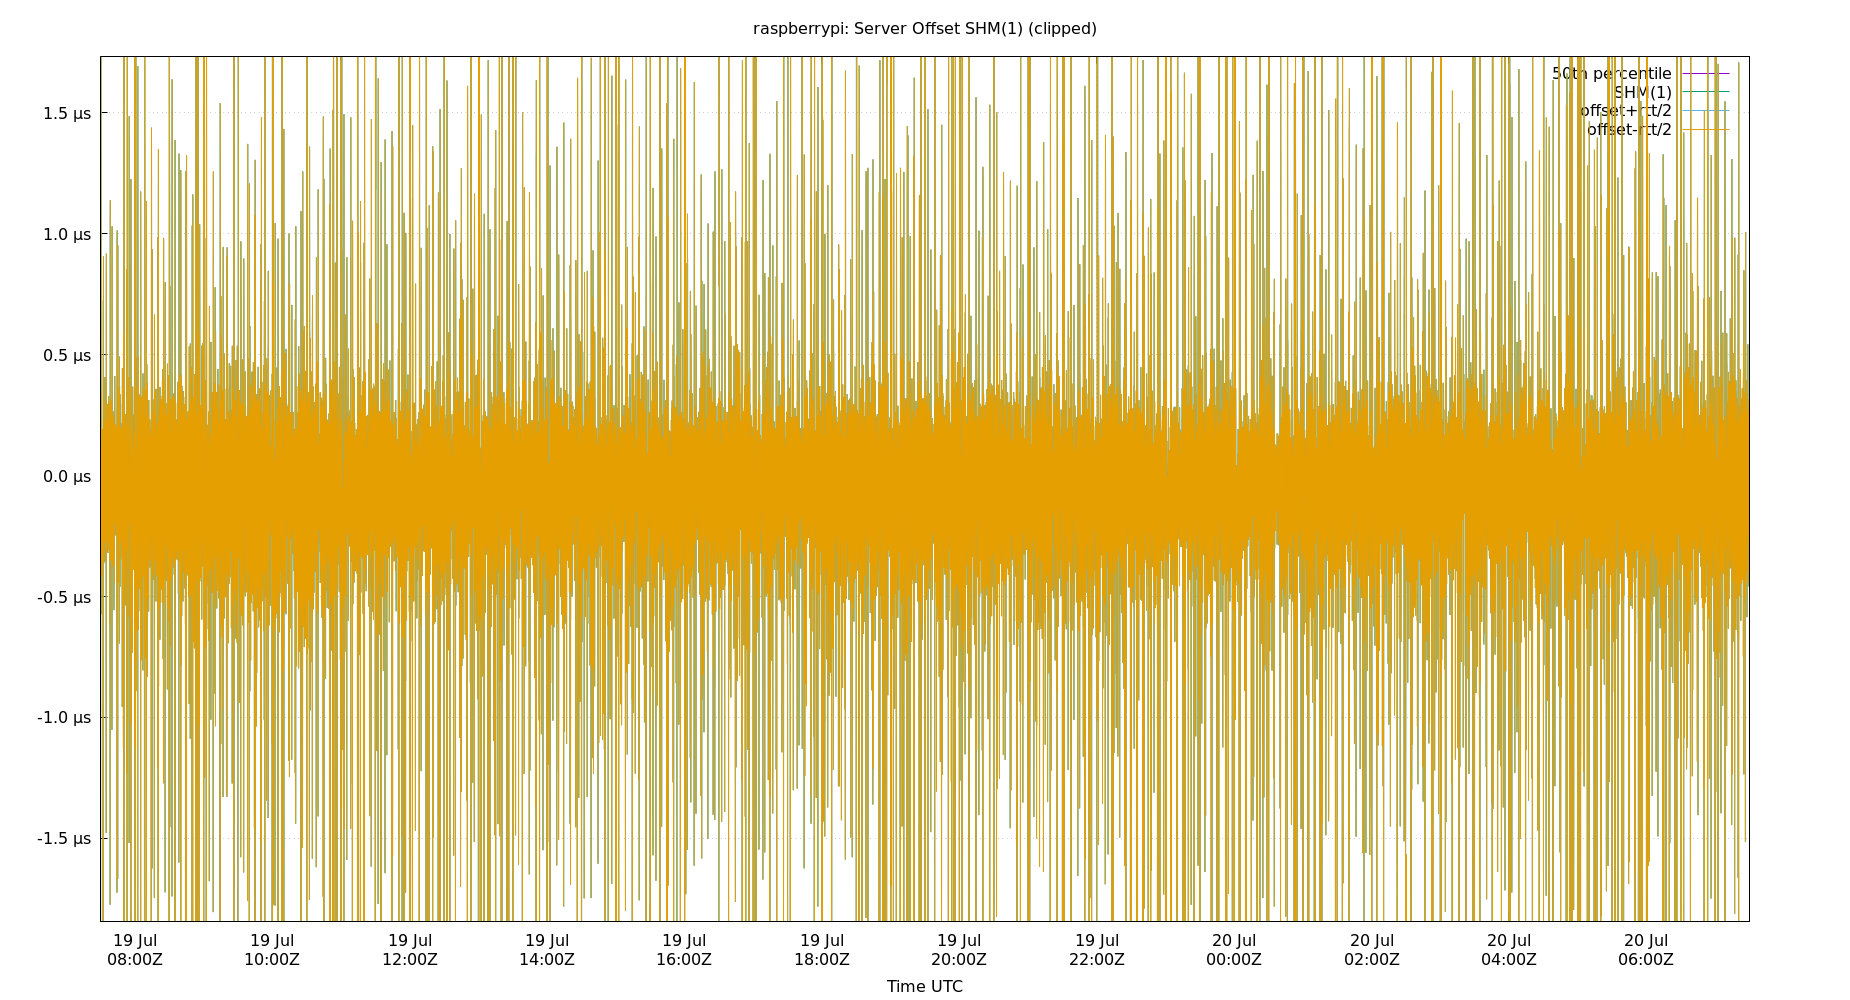 raspberrypi: Server Offset SHM(1) (clipped)
50th percentile
SHM(1)
offset+rtt/2
offset-rtt/2
1.5 µs
1.0 µs
0.5 µs
0.0 µs
-0.5 µs
-1.0 µs
-1.5 µs
19 Jul 19 Jul 19 Jul 19 Jul 19 Jul 19 Jul 19 Jul 19 Jul 20 Jul 20 Jul 20 Jul 20 Jul
08:00Z 10:00Z 12:00Z 14:00Z 16:00Z 18:00Z 20:00Z 22:00Z 00:00Z 02:00Z 04:00Z 06:00Z
Time UTC